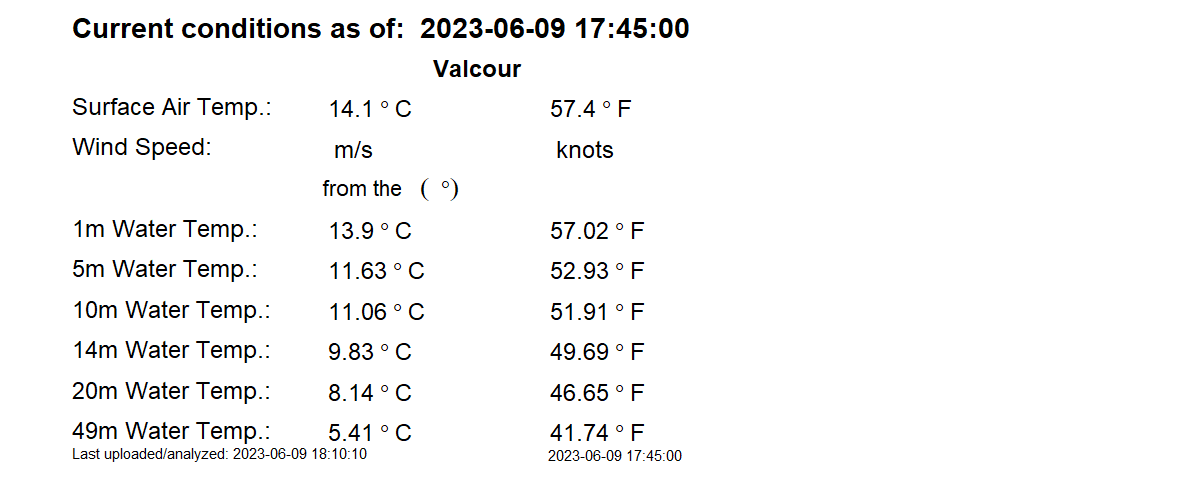 Current conditions as of: 2023-06-09 17:45:00
Valcour
Surface Air Temp.: 14.1 ° C 57.4 ° F
Wind Speed: m/s knots
from the ( °)
1m Water Temp.: 13.9 ° C 57.02 ° F
5m Water Temp.: 11.63 ° C 52.93 ° F
10m Water Temp.: 11.06 ° C 51.91 ° F
14m Water Temp.: 9.83 ° C 49.69 ° F
20m Water Temp.: 8.14 ° C 46.65 ° F
49m Water Temp.: 5.41 ° C 41.74 ° F
Last uploaded/analyzed: 2023-06-09 18:10:10 2023-06-09 17:45:00